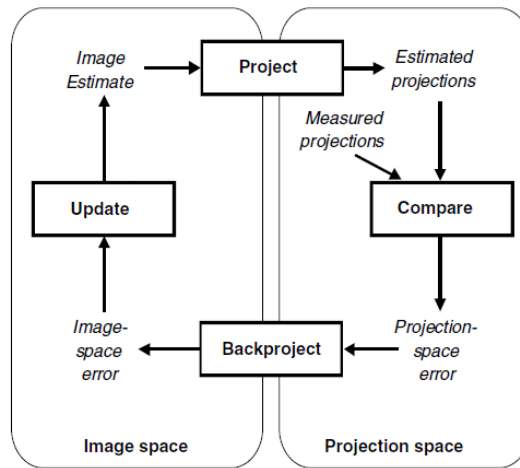 Image
Estimate
Project
Estimated
projections
Measured
projections
Update
Compare
Image-
space
error
Backproject
Projection-
space
error
Image space
Projection space